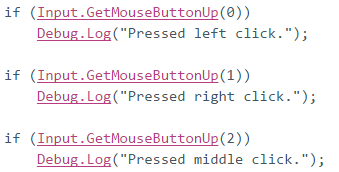 if (Input.GetMouseButtonUp(0))
    Debug.Log("Pressed left click.");
if (Input.GetMouseButtonUp(1))
    Debug.Log("Pressed right click.");
if (Input.GetMouseButtonUp(2))
    Debug.Log("Pressed middle click.");